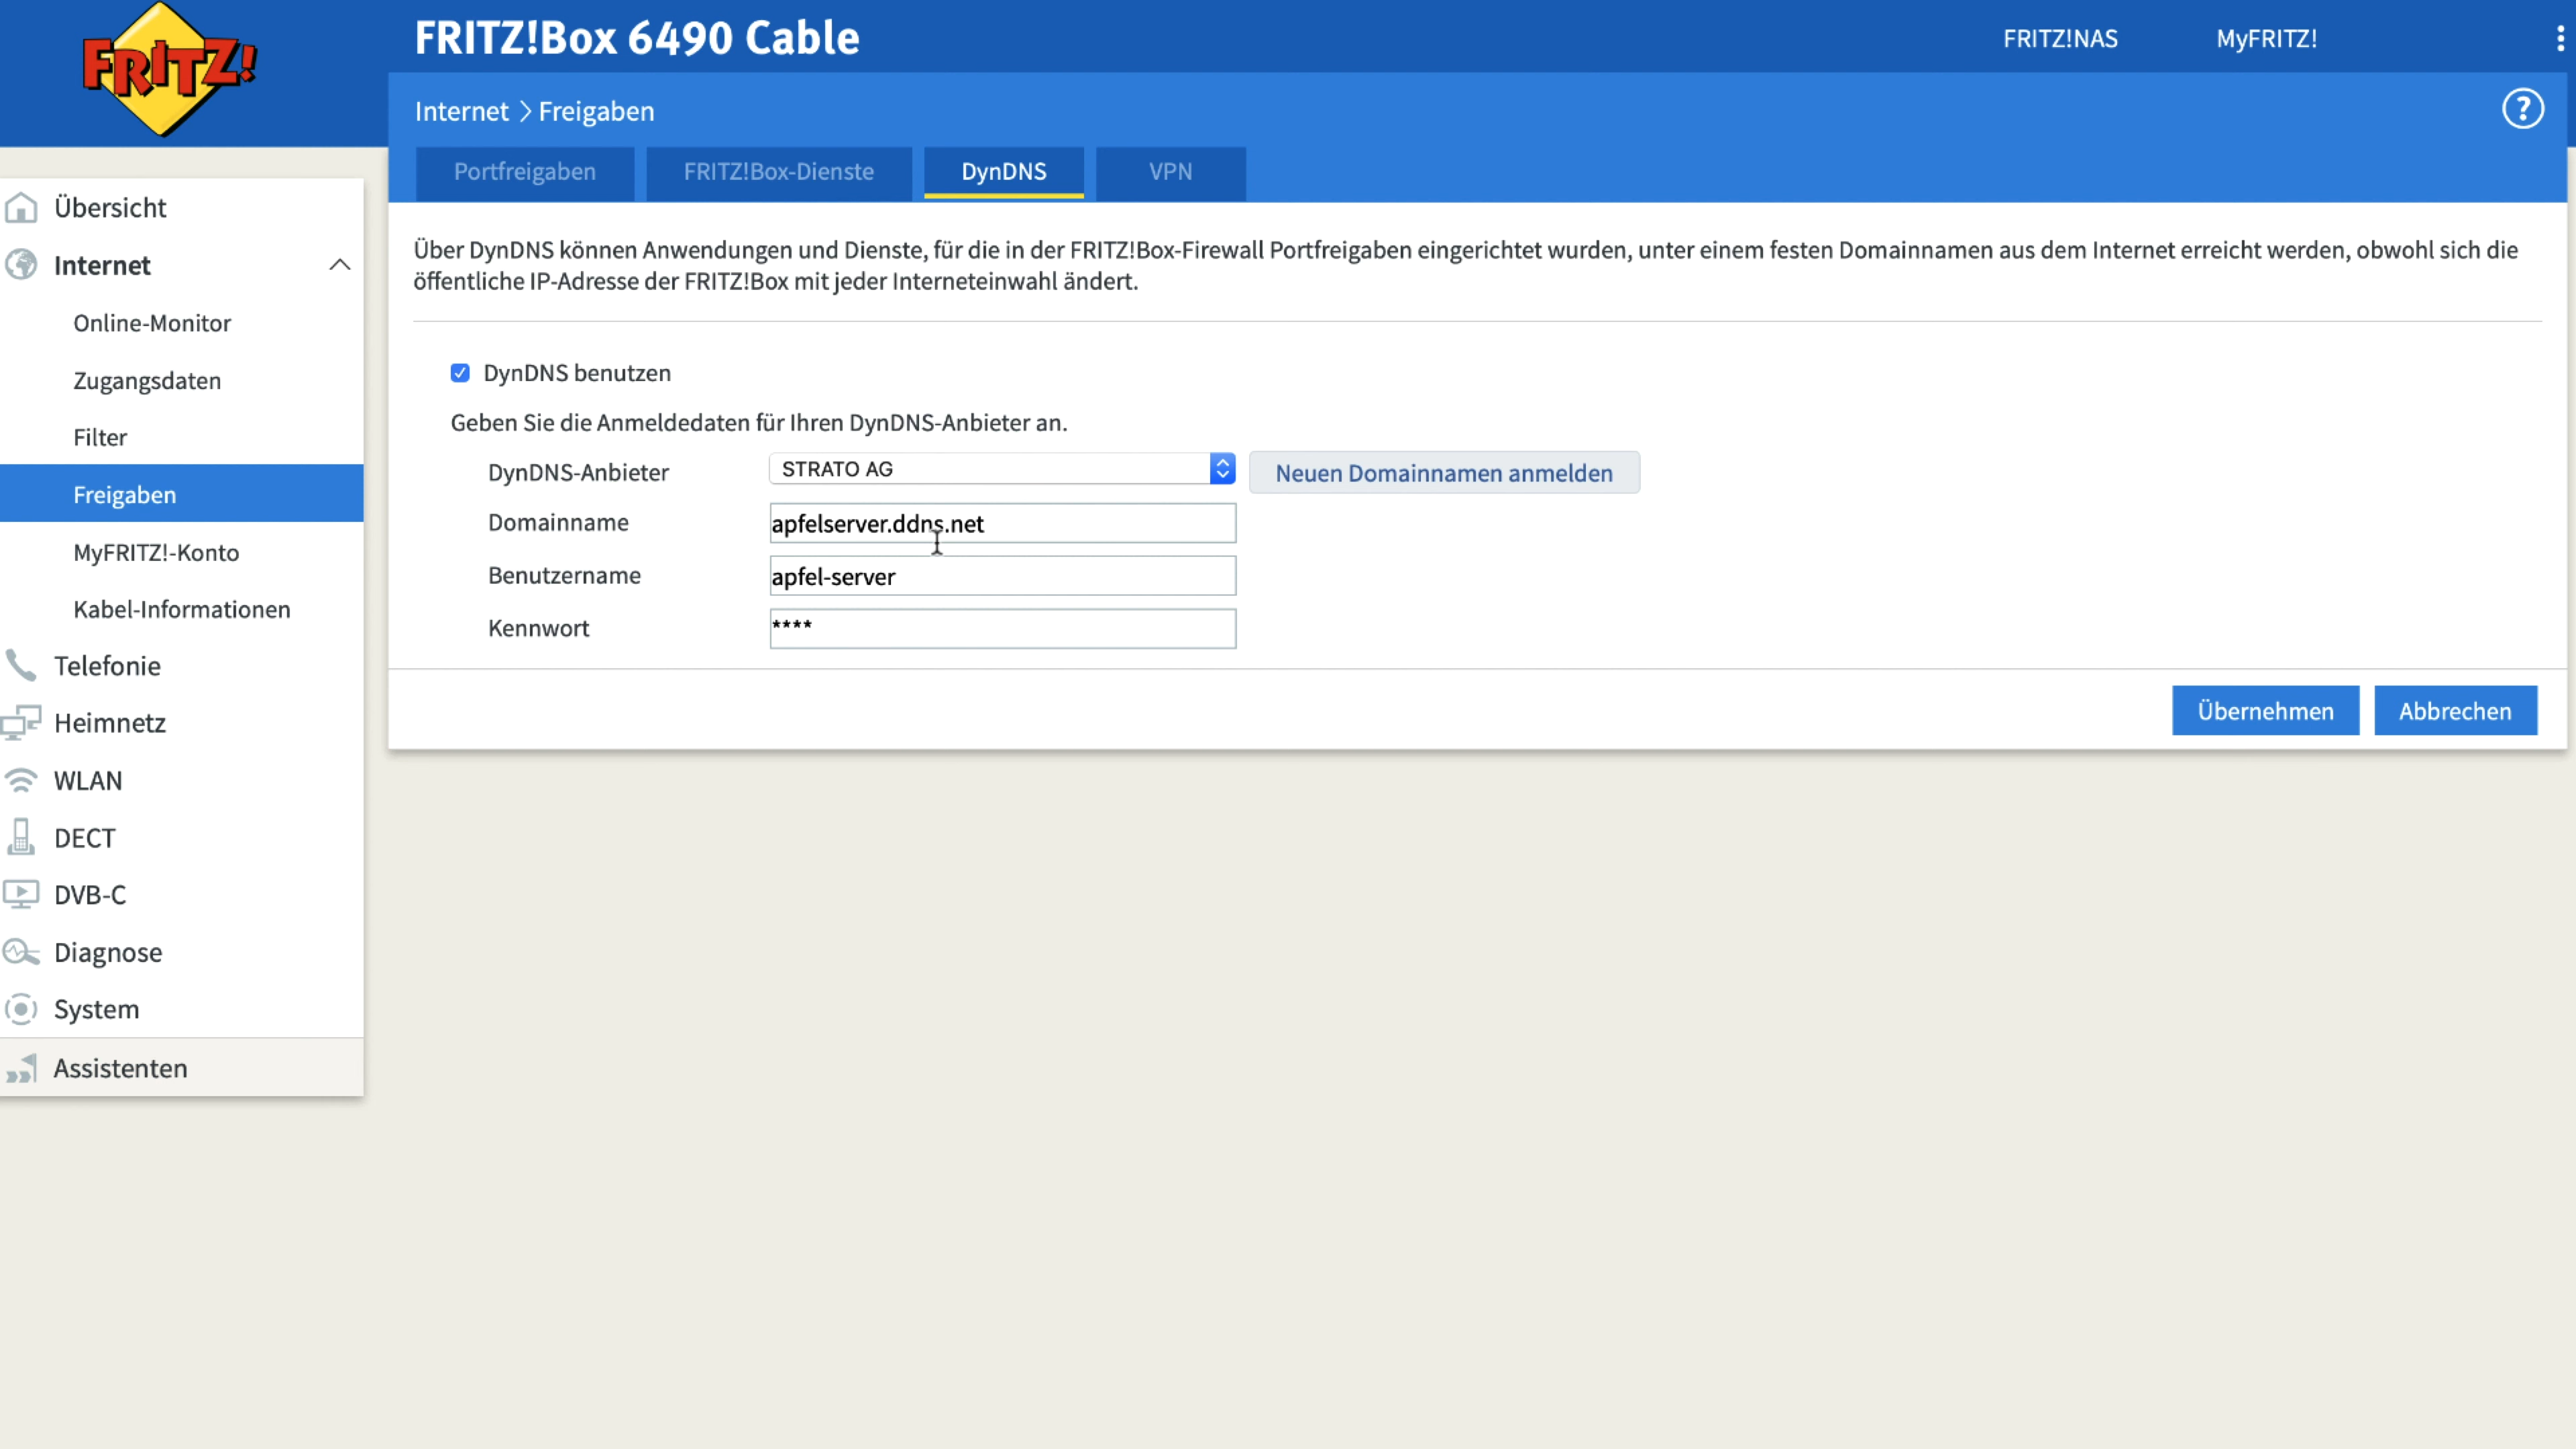 FRITZ!
FRITZ!Box 6490 Cable
FRITZ!NAS
MyFRITZ!
Internet > Freigaben
?
Portfreigaben
FRITZ!Box-Dienste
DynDNS
VPN
Übersicht
Internet
Online-Monitor
Zugangsdaten
Filter
Freigaben
MyFRITZ!-Konto
Kabel-Informationen
Telefonie
Heimnetz
WLAN
DECT
DVB-C
Diagnose
System
Assistenten
Über DynDNS können Anwendungen und Dienste, für die in der FRITZ!Box-Firewall Portfreigaben eingerichtet wurden, unter einem festen Domainnamen aus dem Internet erreicht werden, obwohl sich die
öffentliche IP-Adresse der FRITZ!Box mit jeder Interneteinwahl ändert.
DynDNS benutzen
Geben Sie die Anmeldedaten für Ihren DynDNS-Anbieter an.
DynDNS-Anbieter
STRATO AG
Neuen Domainnamen anmelden
Domainname
apfelserver.ddns.net
Benutzername
apfel-server
Kennwort
****
Übernehmen
Abbrechen